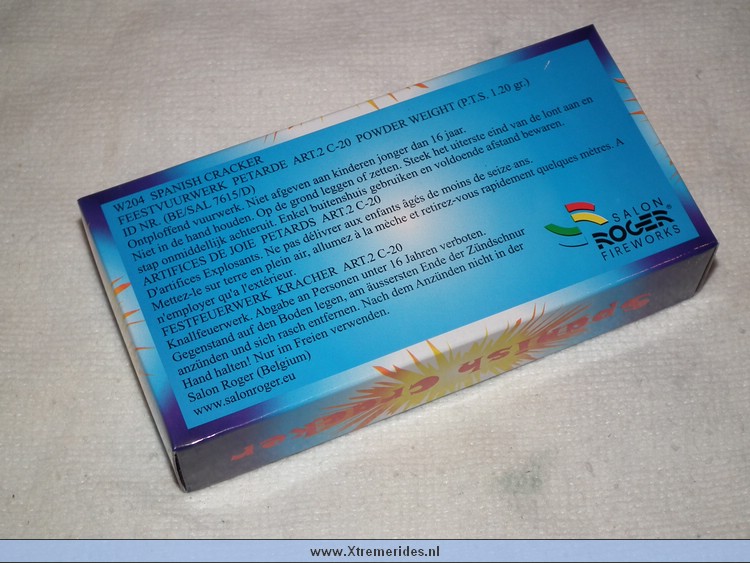 W204 SPANISH CRACKER
FEESTVUURWERK PETARDE ART.2 C-20 POWDER WEIGHT (P.T.S. 1.20 gr.)
ID NR. (BE/SAL 7615/D)
Ontploffend vuurwerk. Niet afgeven aan kinderen jonger dan 16 jaar.
Niet in de hand houden. Op de grond leggen of zetten. Steek het uiterste eind van de lont aan en
stap onmiddelijk achteruit. Enkel buitenshuis gebruiken en voldoende afstand bewaren.
ARTIFICES DE JOIE PETARDS ART.2 C-20
D'artifices Explosants. Ne pas délivrer aux enfants âgés de moins de seize-ans.
Mettez-le sur terre en plein air, allumez à la mèche et retirez-vous rapidement quelques mètres. A
n'employer qu'a l'extérieur.
FESTFEUERWERK KRACHER ART.2 C-20
Knallfeuerwerk. Abgabe an Personen unter 16 Jahren verboten.
Gegenstand auf den Boden legen, am äussersten Ende der Zündschnur
anzünden und sich rasch entfernen. Nach dem Anzünden nicht in der
Hand halten! Nur im Freien verwenden.
Salon Roger (Belgium)
www.salonroger.eu
SALON
ROGER®
FIREWORKS
Spanish Cracker
www.Xtremerides.nl